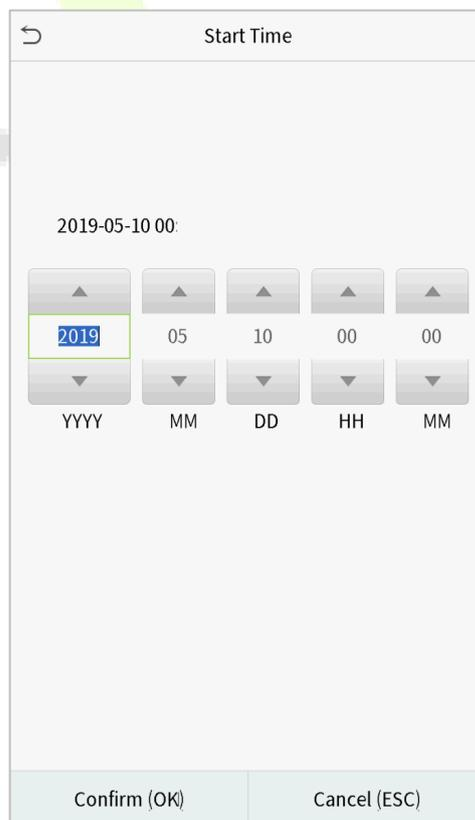 Start Time
2019-05-10 00:
2019 05 10 00 00
YYYY MM DD HH MM
Confirm (OK) Cancel (ESC)